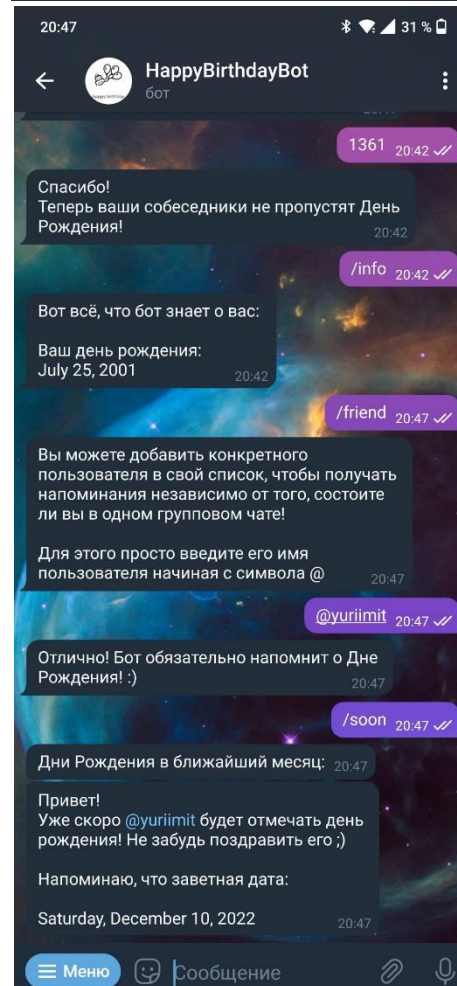 20:47
31 %
HappyBirthdayBot
бот
1361 20:42
Спасибо!
Теперь ваши собеседники не пропустят День
Рождения!
20:42
/info 20:42
Вот всё, что бот знает о вас:
Ваш день рождения:
July 25, 2001
20:42
/friend 20:47
Вы можете добавить конкретного
пользователя в свой список, чтобы получать
напоминания независимо от того, состоите
ли вы в одном групповом чате!
Для этого просто введите его имя
пользователя начиная с символа @
20:47
@yuriimit 20:47
Отлично! Бот обязательно напомнит о Дне
Рождения! :)
20:47
/soon 20:47
Дни Рождения в ближайший месяц: 20:47
Привет!
Уже скоро @yuriimit будет отмечать день
рождения! Не забудь поздравить его ;)
Напоминаю, что заветная дата:
Saturday, December 10, 2022
20:47
Меню
Сообщение